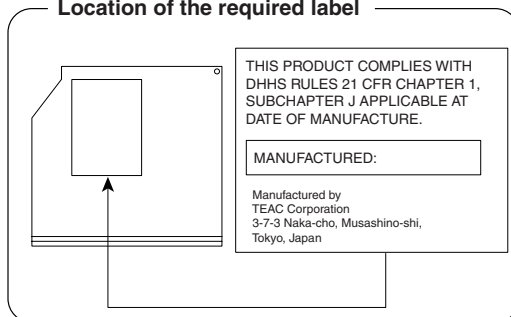 Location of the required label
THIS PRODUCT COMPLIES WITH
DHHS RULES 21 CFR CHAPTER 1,
SUBCHAPTER J APPLICABLE AT
DATE OF MANUFACTURE.
MANUFACTURED:
Manufactured by
TEAC Corporation
3-7-3 Naka-cho, Musashino-shi,
Tokyo, Japan